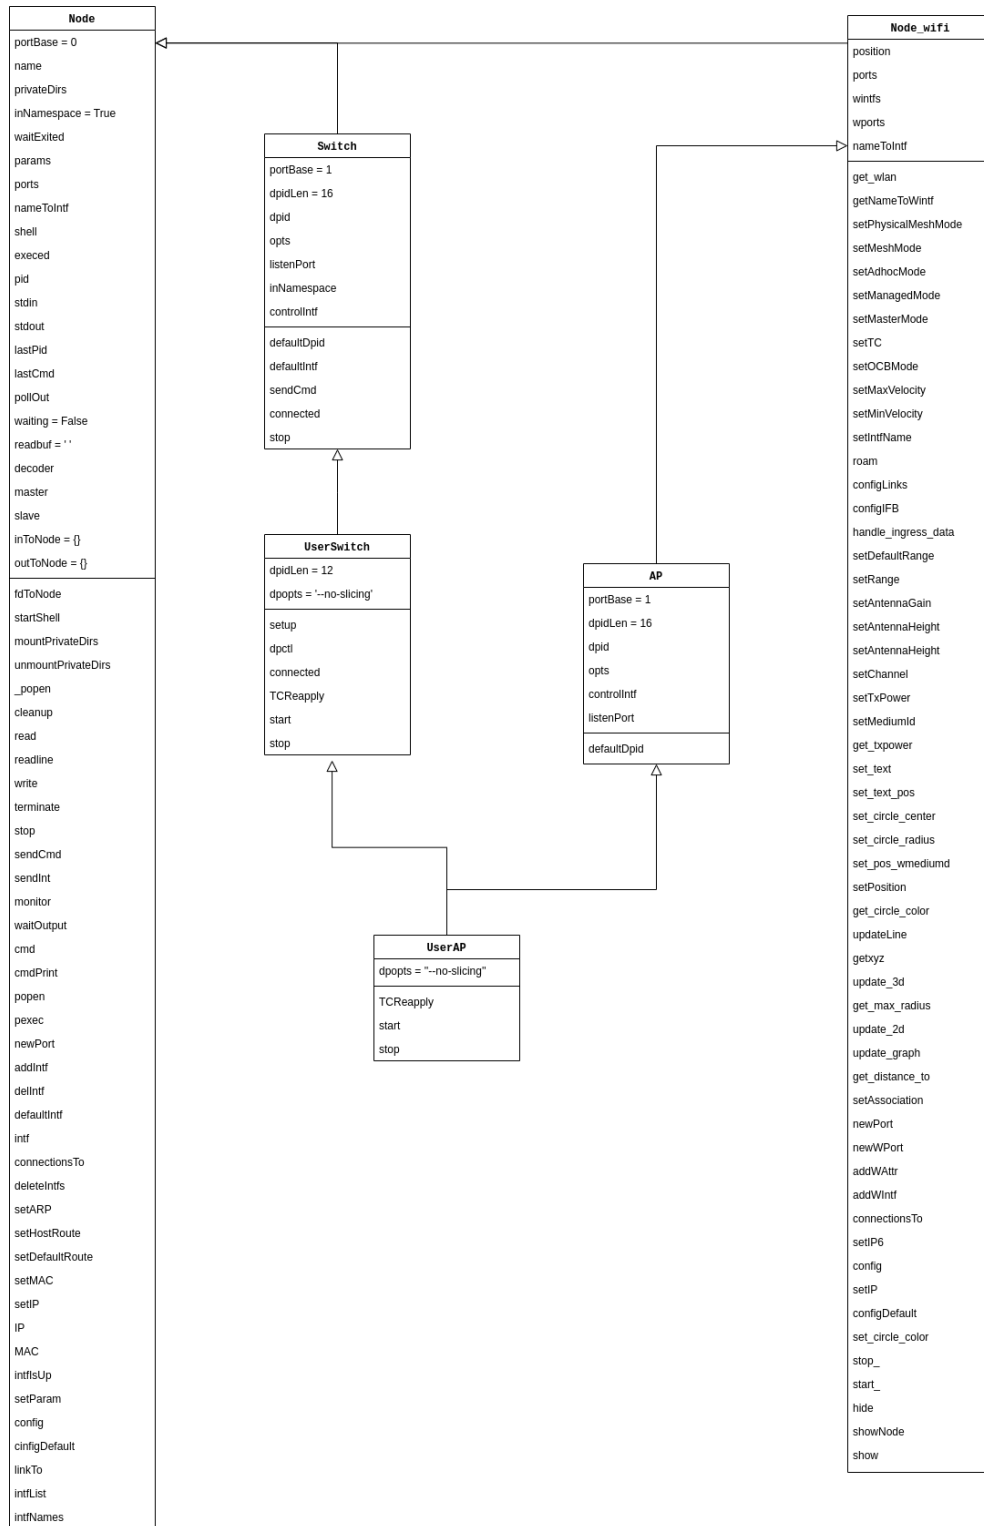 Node
portBase = 0
name
privateDirs
inNamespace = True
waitExited
params
ports
nameToIntf
shell
execed
pid
stdin
stdout
lastPid
lastCmd
pollOut
waiting = False
readbuf = ' '
decoder
master
slave
inToNode = {}
outToNode = {}
fdToNode
startShell
mountPrivateDirs
unmountPrivateDirs
_popen
cleanup
read
readline
write
terminate
stop
sendCmd
sendInt
monitor
waitOutput
cmd
cmdPrint
popen
pexec
newPort
addIntf
delIntf
defaultIntf
intf
connectionsTo
deleteIntfs
setARP
setHostRoute
setDefaultRoute
setMAC
setIP
IP
MAC
intfIsUp
setParam
config
cinfigDefault
linkTo
intfList
intfNames
Switch
portBase = 1
dpidLen = 16
dpid
opts
listenPort
inNamespace
controlIntf
defaultDpid
defaultIntf
sendCmd
connected
stop
UserSwitch
dpidLen = 12
dpopts = '--no-slicing'
setup
dpctl
connected
TCReapply
start
stop
UserAP
dpopts = "--no-slicing"
TCReapply
start
stop
AP
portBase = 1
dpidLen = 16
dpid
opts
controlIntf
listenPort
defaultDpid
Node_wifi
position
ports
wintfs
wports
nameToIntf
get_wlan
getNameToWintf
setPhysicalMeshMode
setMeshMode
setAdhocMode
setManagedMode
setMasterMode
setTC
setOCBMode
setMaxVelocity
setMinVelocity
setIntfName
roam
configLinks
configIFB
handle_ingress_data
setDefaultRange
setRange
setAntennaGain
setAntennaHeight
setAntennaHeight
setChannel
setTxPower
setMediumId
get_txpower
set_text
set_text_pos
set_circle_center
set_circle_radius
set_pos_wmediumd
setPosition
get_circle_color
updateLine
getxyz
update_3d
get_max_radius
update_2d
update_graph
get_distance_to
setAssociation
newPort
newWPort
addWAttr
addWIntf
connectionsTo
setIP6
config
setIP
configDefault
set_circle_color
stop_
start_
hide
showNode
show